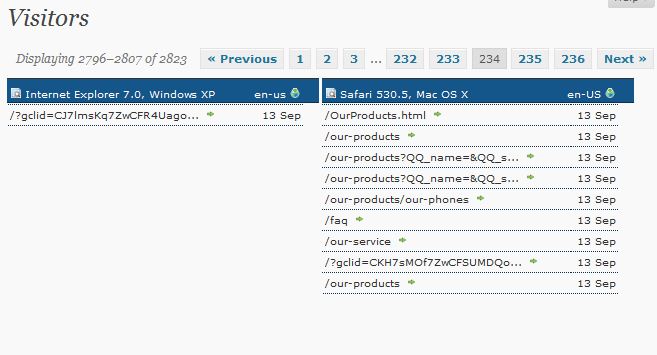 Visitors
Displaying 2796–2807 of 2823 « Previous 1 2 3 ... 232 233 234 235 236 Next »
Internet Explorer 7.0, Windows XP en-us
/?gclid=CJ7lmsKq7ZwCFR4Uago... 13 Sep
Safari 530.5, Mac OS X en-US
/OurProducts.html 13 Sep
/our-products 13 Sep
/our-products?QQ_name=&QQ_s... 13 Sep
/our-products?QQ_name=&QQ_s... 13 Sep
/our-products/our-phones 13 Sep
/faq 13 Sep
/our-service 13 Sep
/?gclid=CKH7sMOf7ZwCFSUMDQo... 13 Sep
/our-products 13 Sep